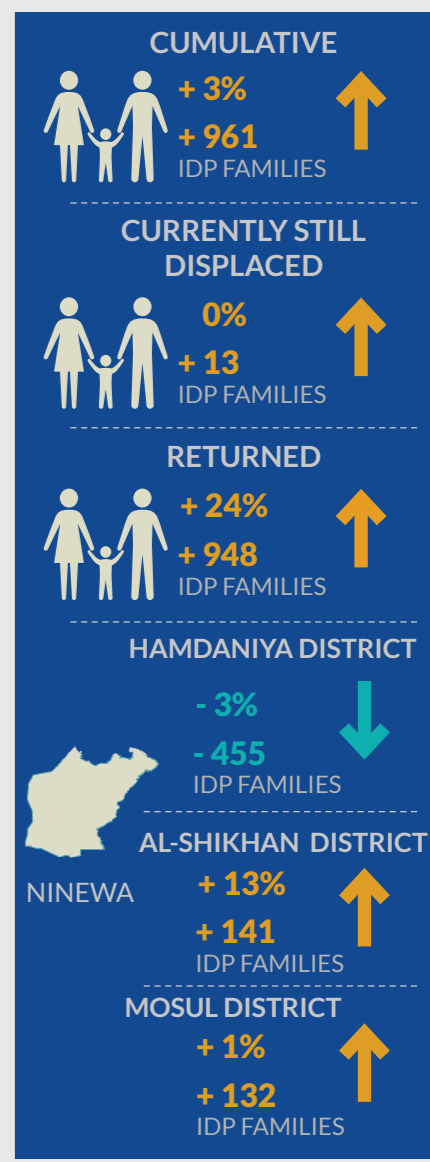 CUMULATIVE
+ 3%
+ 961
IDP FAMILIES
CURRENTLY STILL
DISPLACED
0%
+ 13
IDP FAMILIES
RETURNED
+ 24%
+ 948
IDP FAMILIES
HAMDANIYA DISTRICT
- 3%
- 455
IDP FAMILIES
NINEWA
AL-SHIKHAN DISTRICT
+ 13%
+ 141
IDP FAMILIES
MOSUL DISTRICT
+ 1%
+ 132
IDP FAMILIES